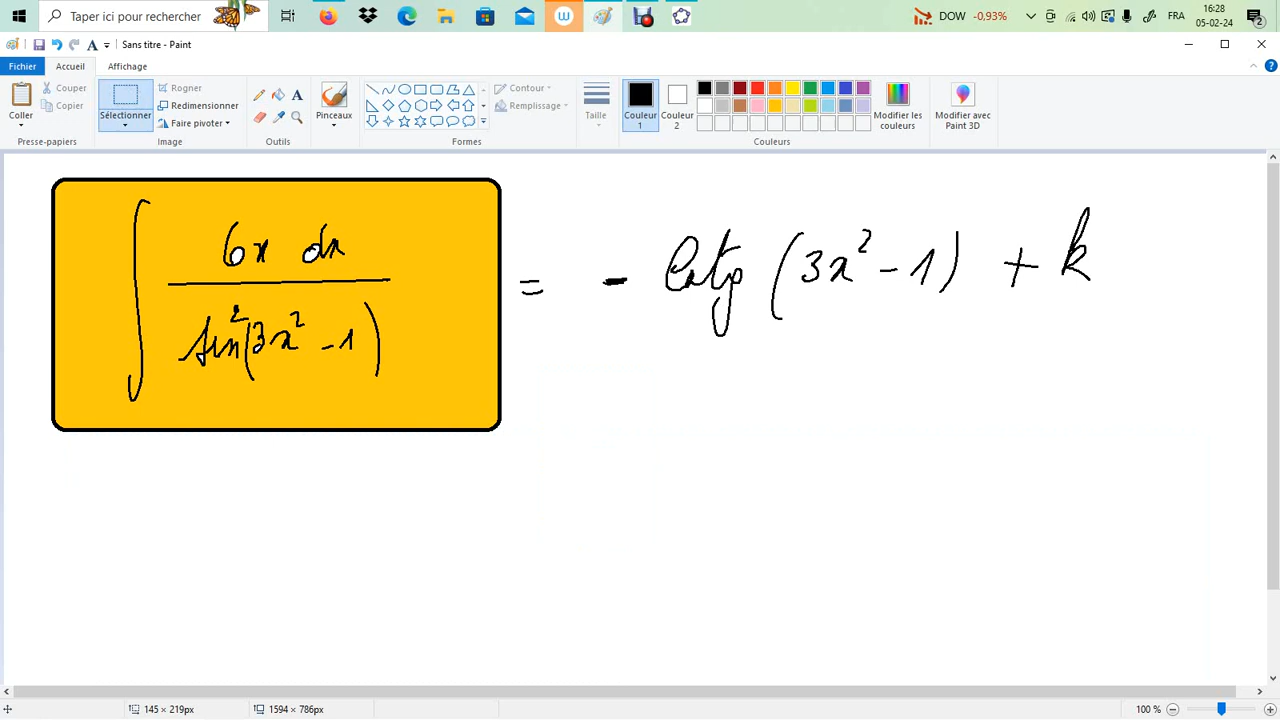 Taper ici pour rechercher
DOW -0,93%
FRA
16:28
05-02-24
2
Sans titre - Paint
Fichier
Accueil
Affichage
Coller
Couper
Copier
Presse-papiers
Sélectionner
Rogner
Redimensionner
Faire pivoter
Image
A
Outils
Pinceaux
Contour
Remplissage
Formes
Taille
Couleur
1
Couleur
2
Couleurs
Modifier les
couleurs
Modifier avec
Paint 3D
∫ 6x dx / sin²(3x² - 1) = - Cotg (3x² - 1) + k
145 × 219px
1594 × 786px
100 %